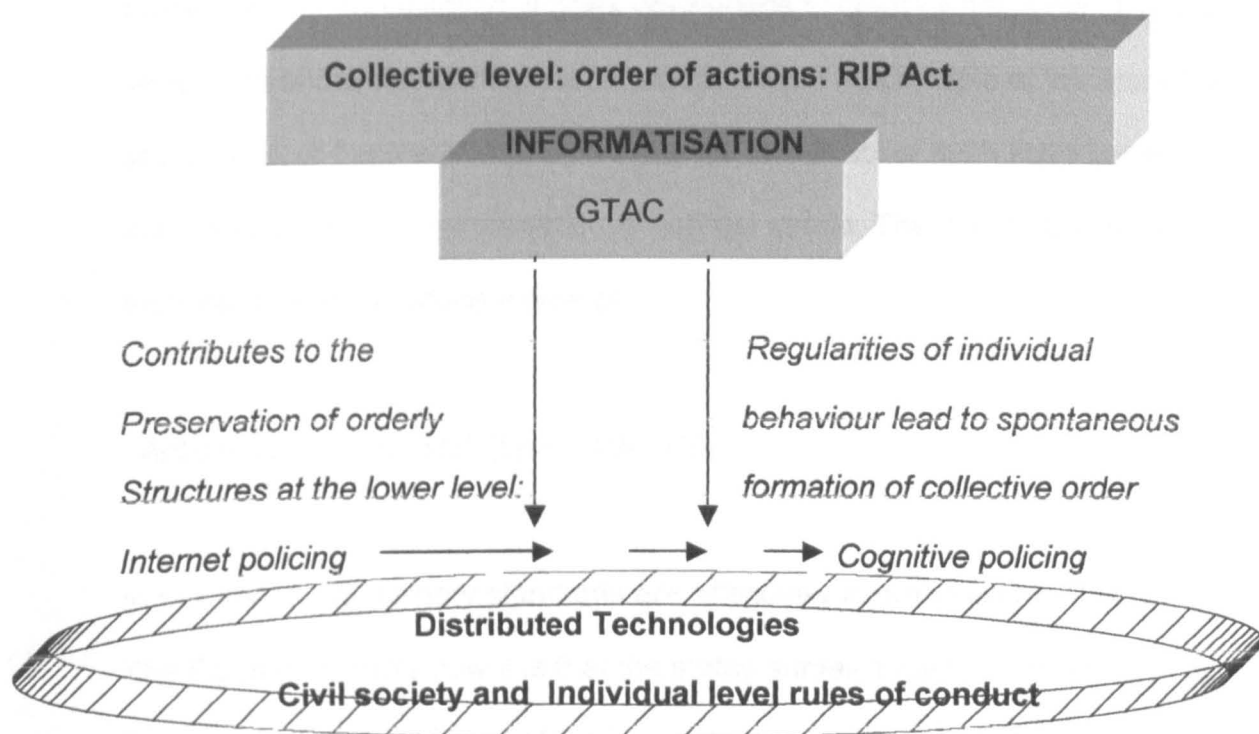 Collective level: order of actions: RIP Act.
INFORMATISATION
GTAC
Contributes to the
Preservation of orderly
Structures at the lower level:
Internet policing
Regularities of individual
behaviour lead to spontaneous
formation of collective order
Cognitive policing
Distributed Technologies
Civil society and Individual level rules of conduct